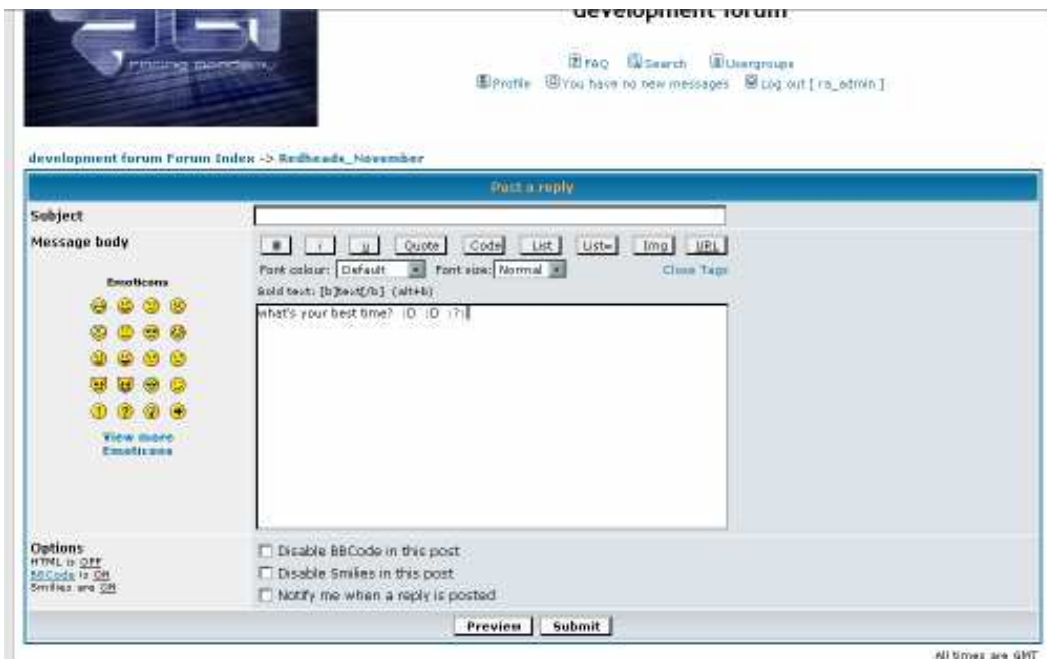 development forum
racing academy
FAQ Search Usergroups
Profile You have no new messages Log out [ ra_admin ]
development forum Forum Index -> Redheads_November
Post a reply
Subject
Message body
B i u Quote Code List List= Img URL
Font colour: Default Font size: Normal Close Tags
Emoticons
Bold text: [b]text[/b] (alt+b)
what's your best time? :D :D :?:
View more
Emoticons
Options
HTML is OFF
BBCode is ON
Smilies are ON
Disable BBCode in this post
Disable Smilies in this post
Notify me when a reply is posted
Preview Submit
All times are GMT